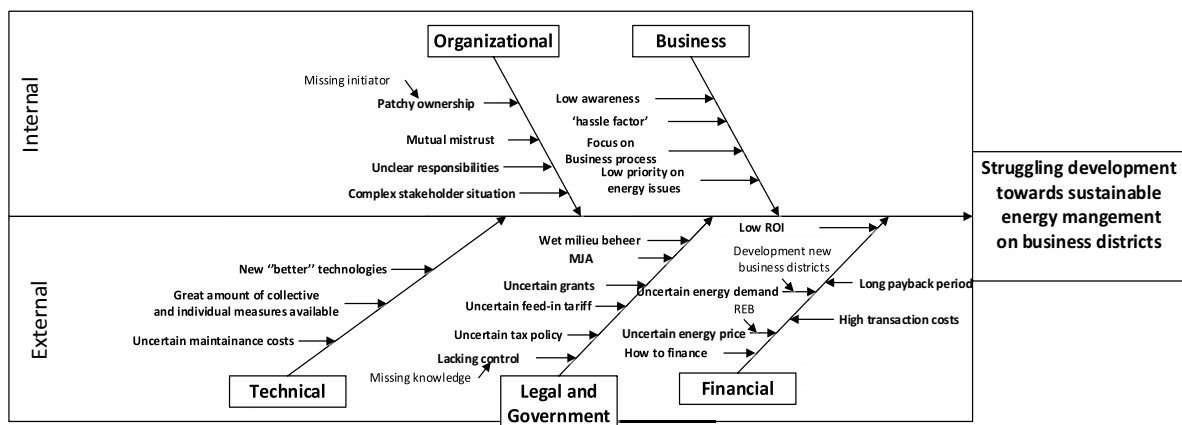 Internal
Organizational
Business
Missing initiator
Patchy ownership
Mutual mistrust
Unclear responsibilities
Complex stakeholder situation
Low awareness
‘hassle factor’
Focus on
Business process
Low priority on
energy issues
Struggling development
towards sustainable
energy mangement
on business districts
External
New ‘‘better’’ technologies
Great amount of collective
and individual measures available
Uncertain maintainance costs
Technical
Wet milieu beheer
MJA
Uncertain grants
Uncertain feed-in tariff
Uncertain tax policy
Lacking control
Missing knowledge
Legal and
Government
Low ROI
Development new
business districts
Uncertain energy demand
REB
Uncertain energy price
How to finance
Long payback period
High transaction costs
Financial